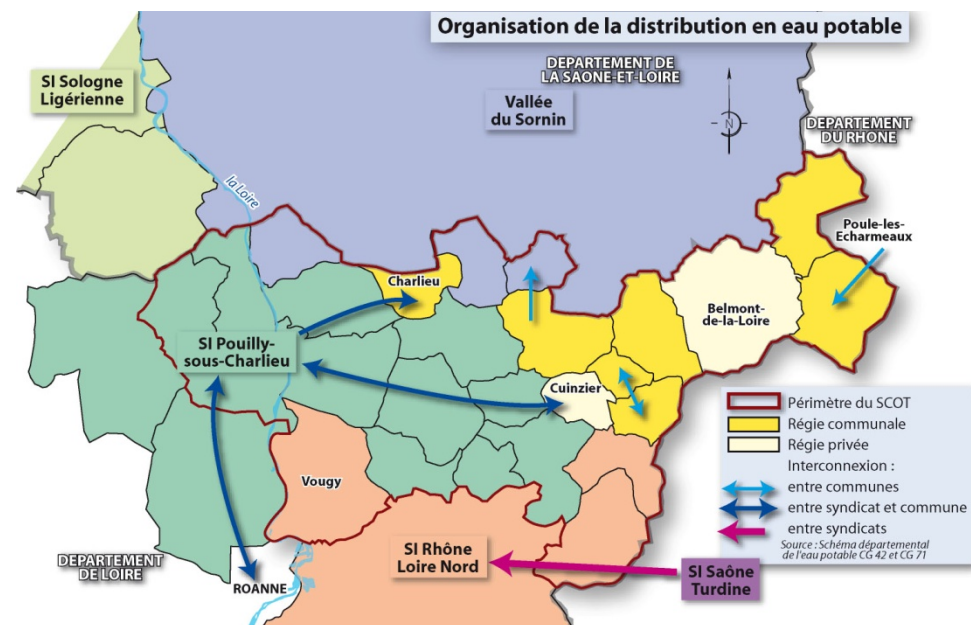 Organisation de la distribution en eau potable
SI Sologne
Ligérienne
DEPARTEMENT DE
LA SAONE-ET-LOIRE
Vallée
du Sornin
N
DEPARTEMENT
DU RHONE
la Loire
Poule-les-
Echarmeaux
Charlieu
Belmont-
de-la-Loire
SI Pouilly-
sous-Charlieu
Cuinzier
Vougy
Périmètre du SCOT
Régie communale
Régie privée
Interconnexion :
entre communes
entre syndicat et commune
entre syndicats
Source : Schéma départemental
de l'eau potable CG 42 et CG 71
SI Rhône
Loire Nord
SI Saône
Turdine
DEPARTEMENT
DE LOIRE
ROANNE